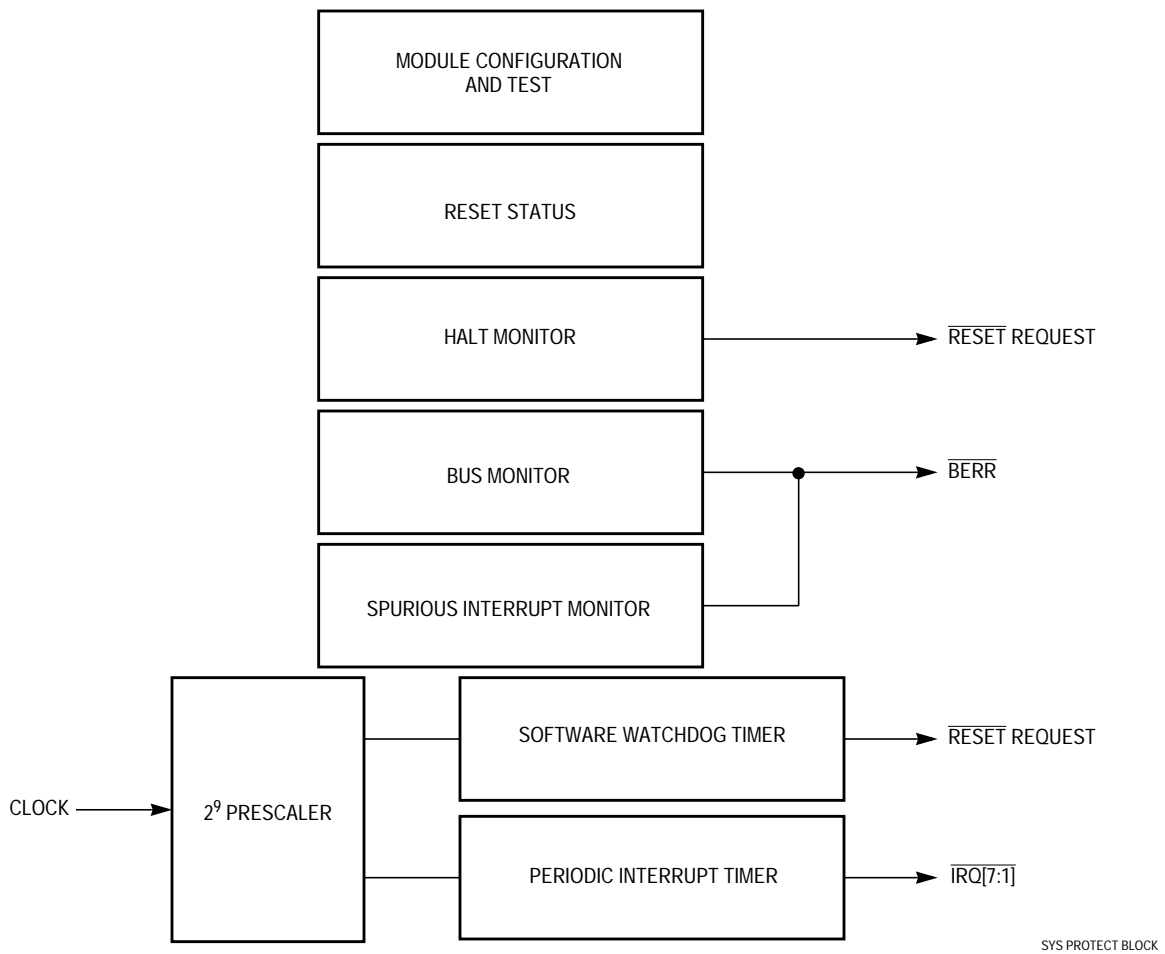 MODULE CONFIGURATION
AND TEST
RESET STATUS
HALT MONITOR
RESET REQUEST
BUS MONITOR
BERR
SPURIOUS INTERRUPT MONITOR
SOFTWARE WATCHDOG TIMER
RESET REQUEST
CLOCK
2⁹ PRESCALER
PERIODIC INTERRUPT TIMER
IRQ[7:1]
SYS PROTECT BLOCK